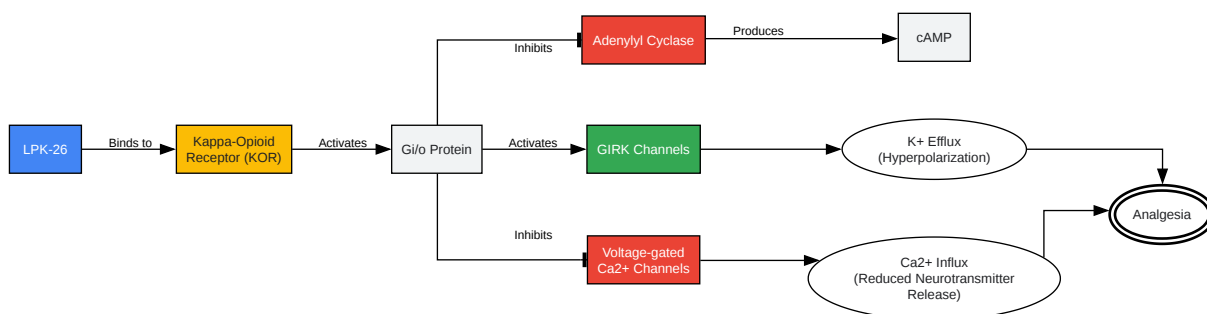 Inhibits
Adenylyl Cyclase
Produces
cAMP
LPK-26
Binds to
Kappa-Opioid
Receptor (KOR)
Activates
Gi/o Protein
Activates
GIRK Channels
K+ Efflux
(Hyperpolarization)
Analgesia
Inhibits
Voltage-gated
Ca2+ Channels
Ca2+ Influx
(Reduced Neurotransmitter
Release)